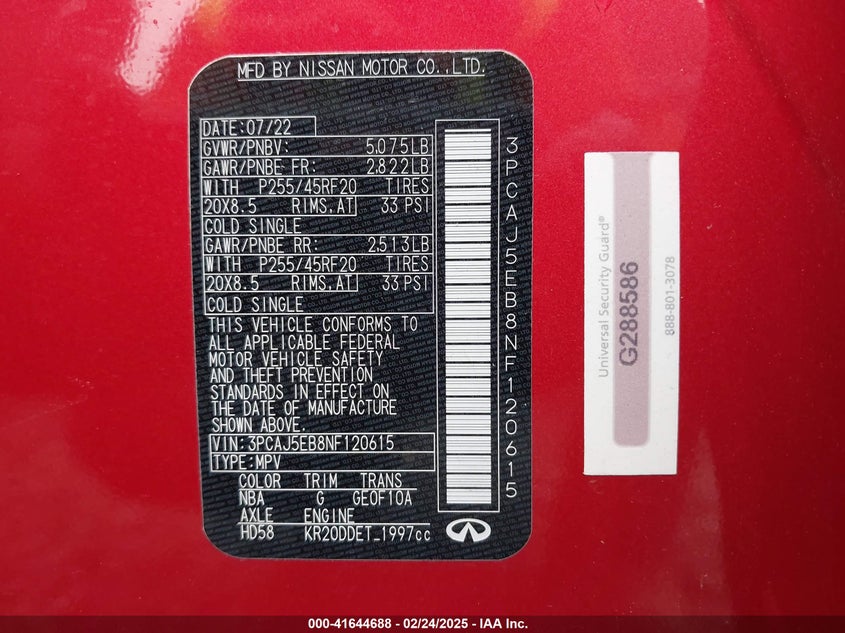 MFD BY NISSAN MOTOR CO.,LTD.
DATE:07/22
GVWR/PNBV: 5,075LB
GAWR/PNBE FR: 2,822LB
WITH P255/45RF20 TIRES
20X8.5 RIMS,AT 33 PSI
COLD SINGLE
GAWR/PNBE RR: 2,513LB
WITH P255/45RF20 TIRES
20X8.5 RIMS,AT 33 PSI
COLD SINGLE
THIS VEHICLE CONFORMS TO
ALL APPLICABLE FEDERAL
MOTOR VEHICLE SAFETY
AND THEFT PREVENTION
STANDARDS IN EFFECT ON
THE DATE OF MANUFACTURE
SHOWN ABOVE.
VIN:3PCAJ5EB8NF120615
TYPE:MPV
COLOR TRIM TRANS
NBA G GEOF10A
AXLE ENGINE
HD58 KR20DDET_1997cc
3PCAJ5EB8NF120615
Universal Security Guard®
G288586
888-801-3078
000-41644688 - 02/24/2025 - IAA Inc.